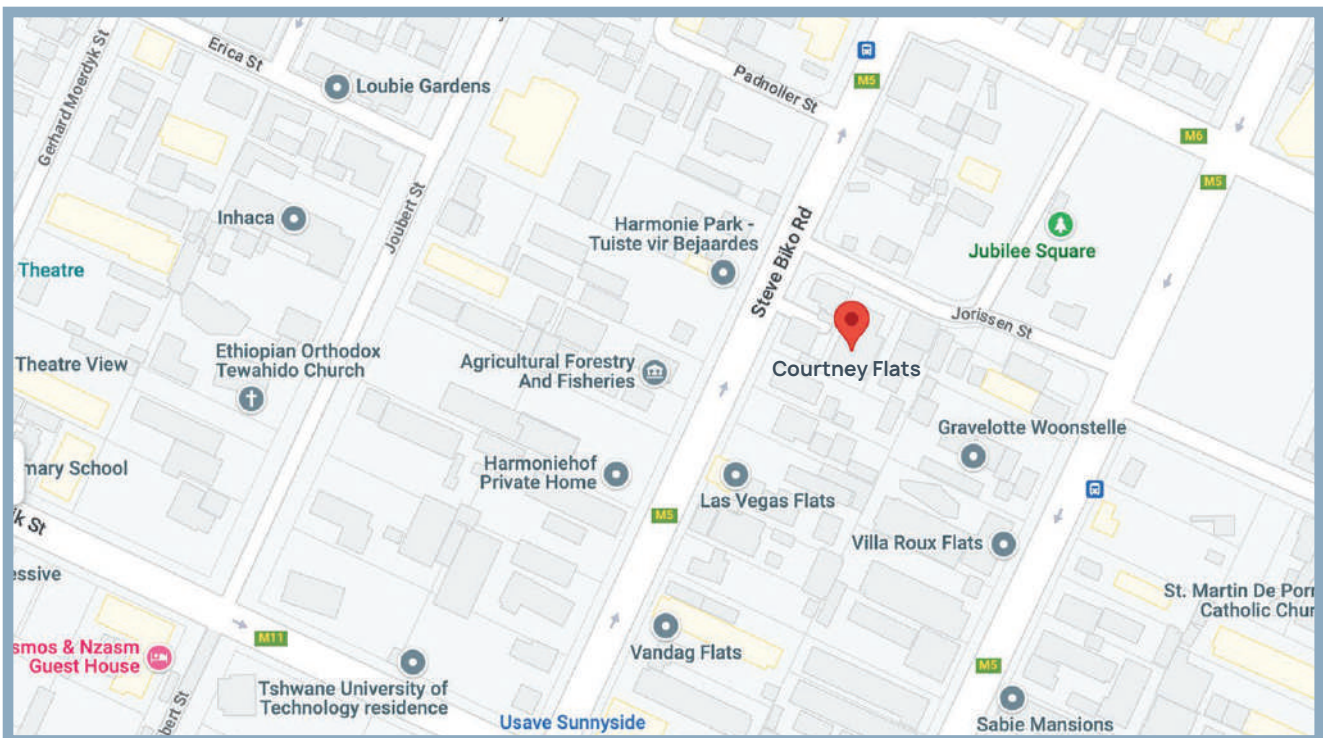 Gerhard Moerdyk St
Erica St
Loubie Gardens
Padnoller St
M5
M6
M5
Inhaca
Joubert St
Harmonie Park -
Tuiste vir Bejaardes
Steve Biko Rd
Jubilee Square
Theatre
Jorissen St
Theatre View
Ethiopian Orthodox
Tewahido Church
Agricultural Forestry
And Fisheries
Courtney Flats
Gravelotte Woonstelle
mary School
Harmoniehof
Private Home
Las Vegas Flats
k St
M5
Villa Roux Flats
essive
St. Martin De Porr
Catholic Chur
M11
smos & Nzasm
Guest House
Vandag Flats
M5
Tshwane University of
Technology residence
bert St
Usave Sunnyside
Sabie Mansions